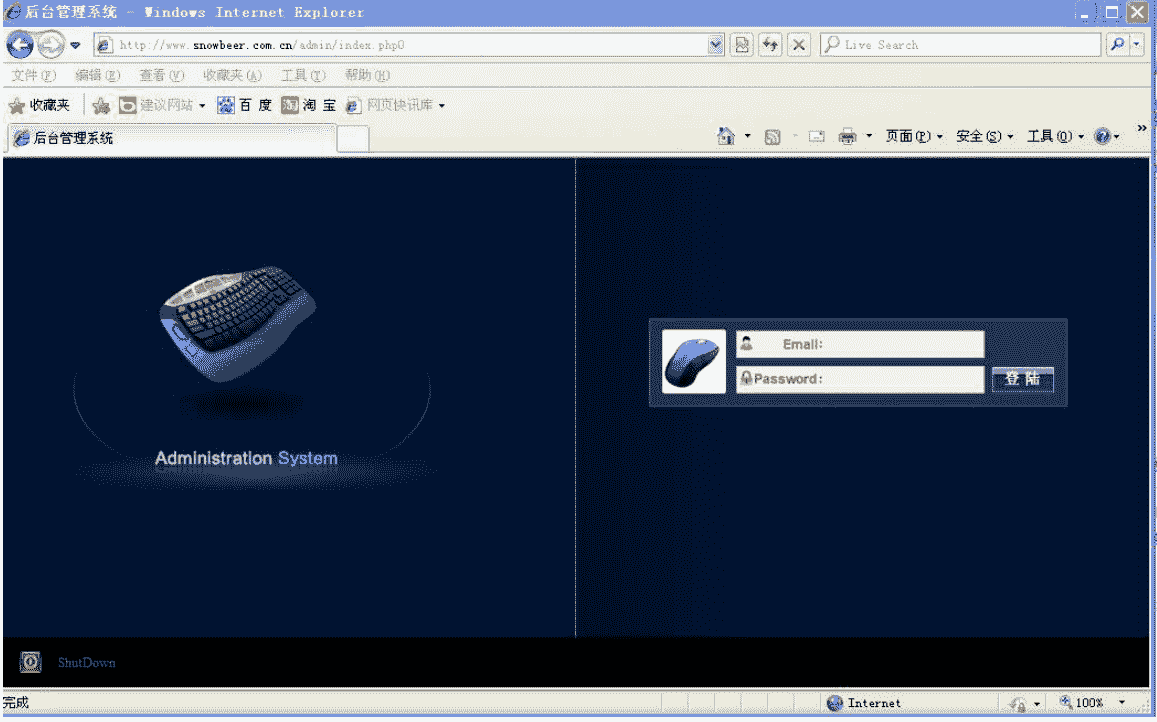 后台管理系统 - Windows Internet Explorer
http://www.snowbeer.com.cn/admin/index.php0
Live Search
文件(F) 编辑(E) 查看(V) 收藏夹(A) 工具(T) 帮助(H)
收藏夹 建议网站 百度 淘宝 网页快讯库
后台管理系统
页面(P) 安全(S) 工具(O) »
Email:
Password:
登陆
Administration System
ShutDown
完成
Internet
100%